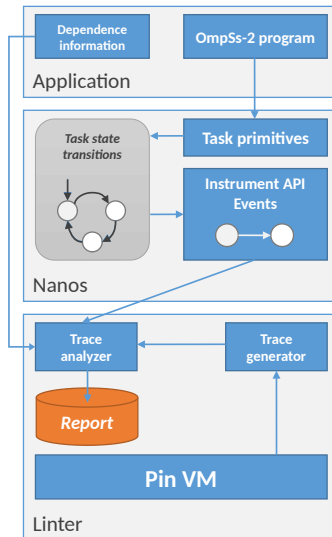 Dependence
information
OmpSs-2 program
Application
Task state
transitions
Task primitives
Instrument API
Events
Nanos
Trace
analyzer
Trace
generator
Report
Pin VM
Linter